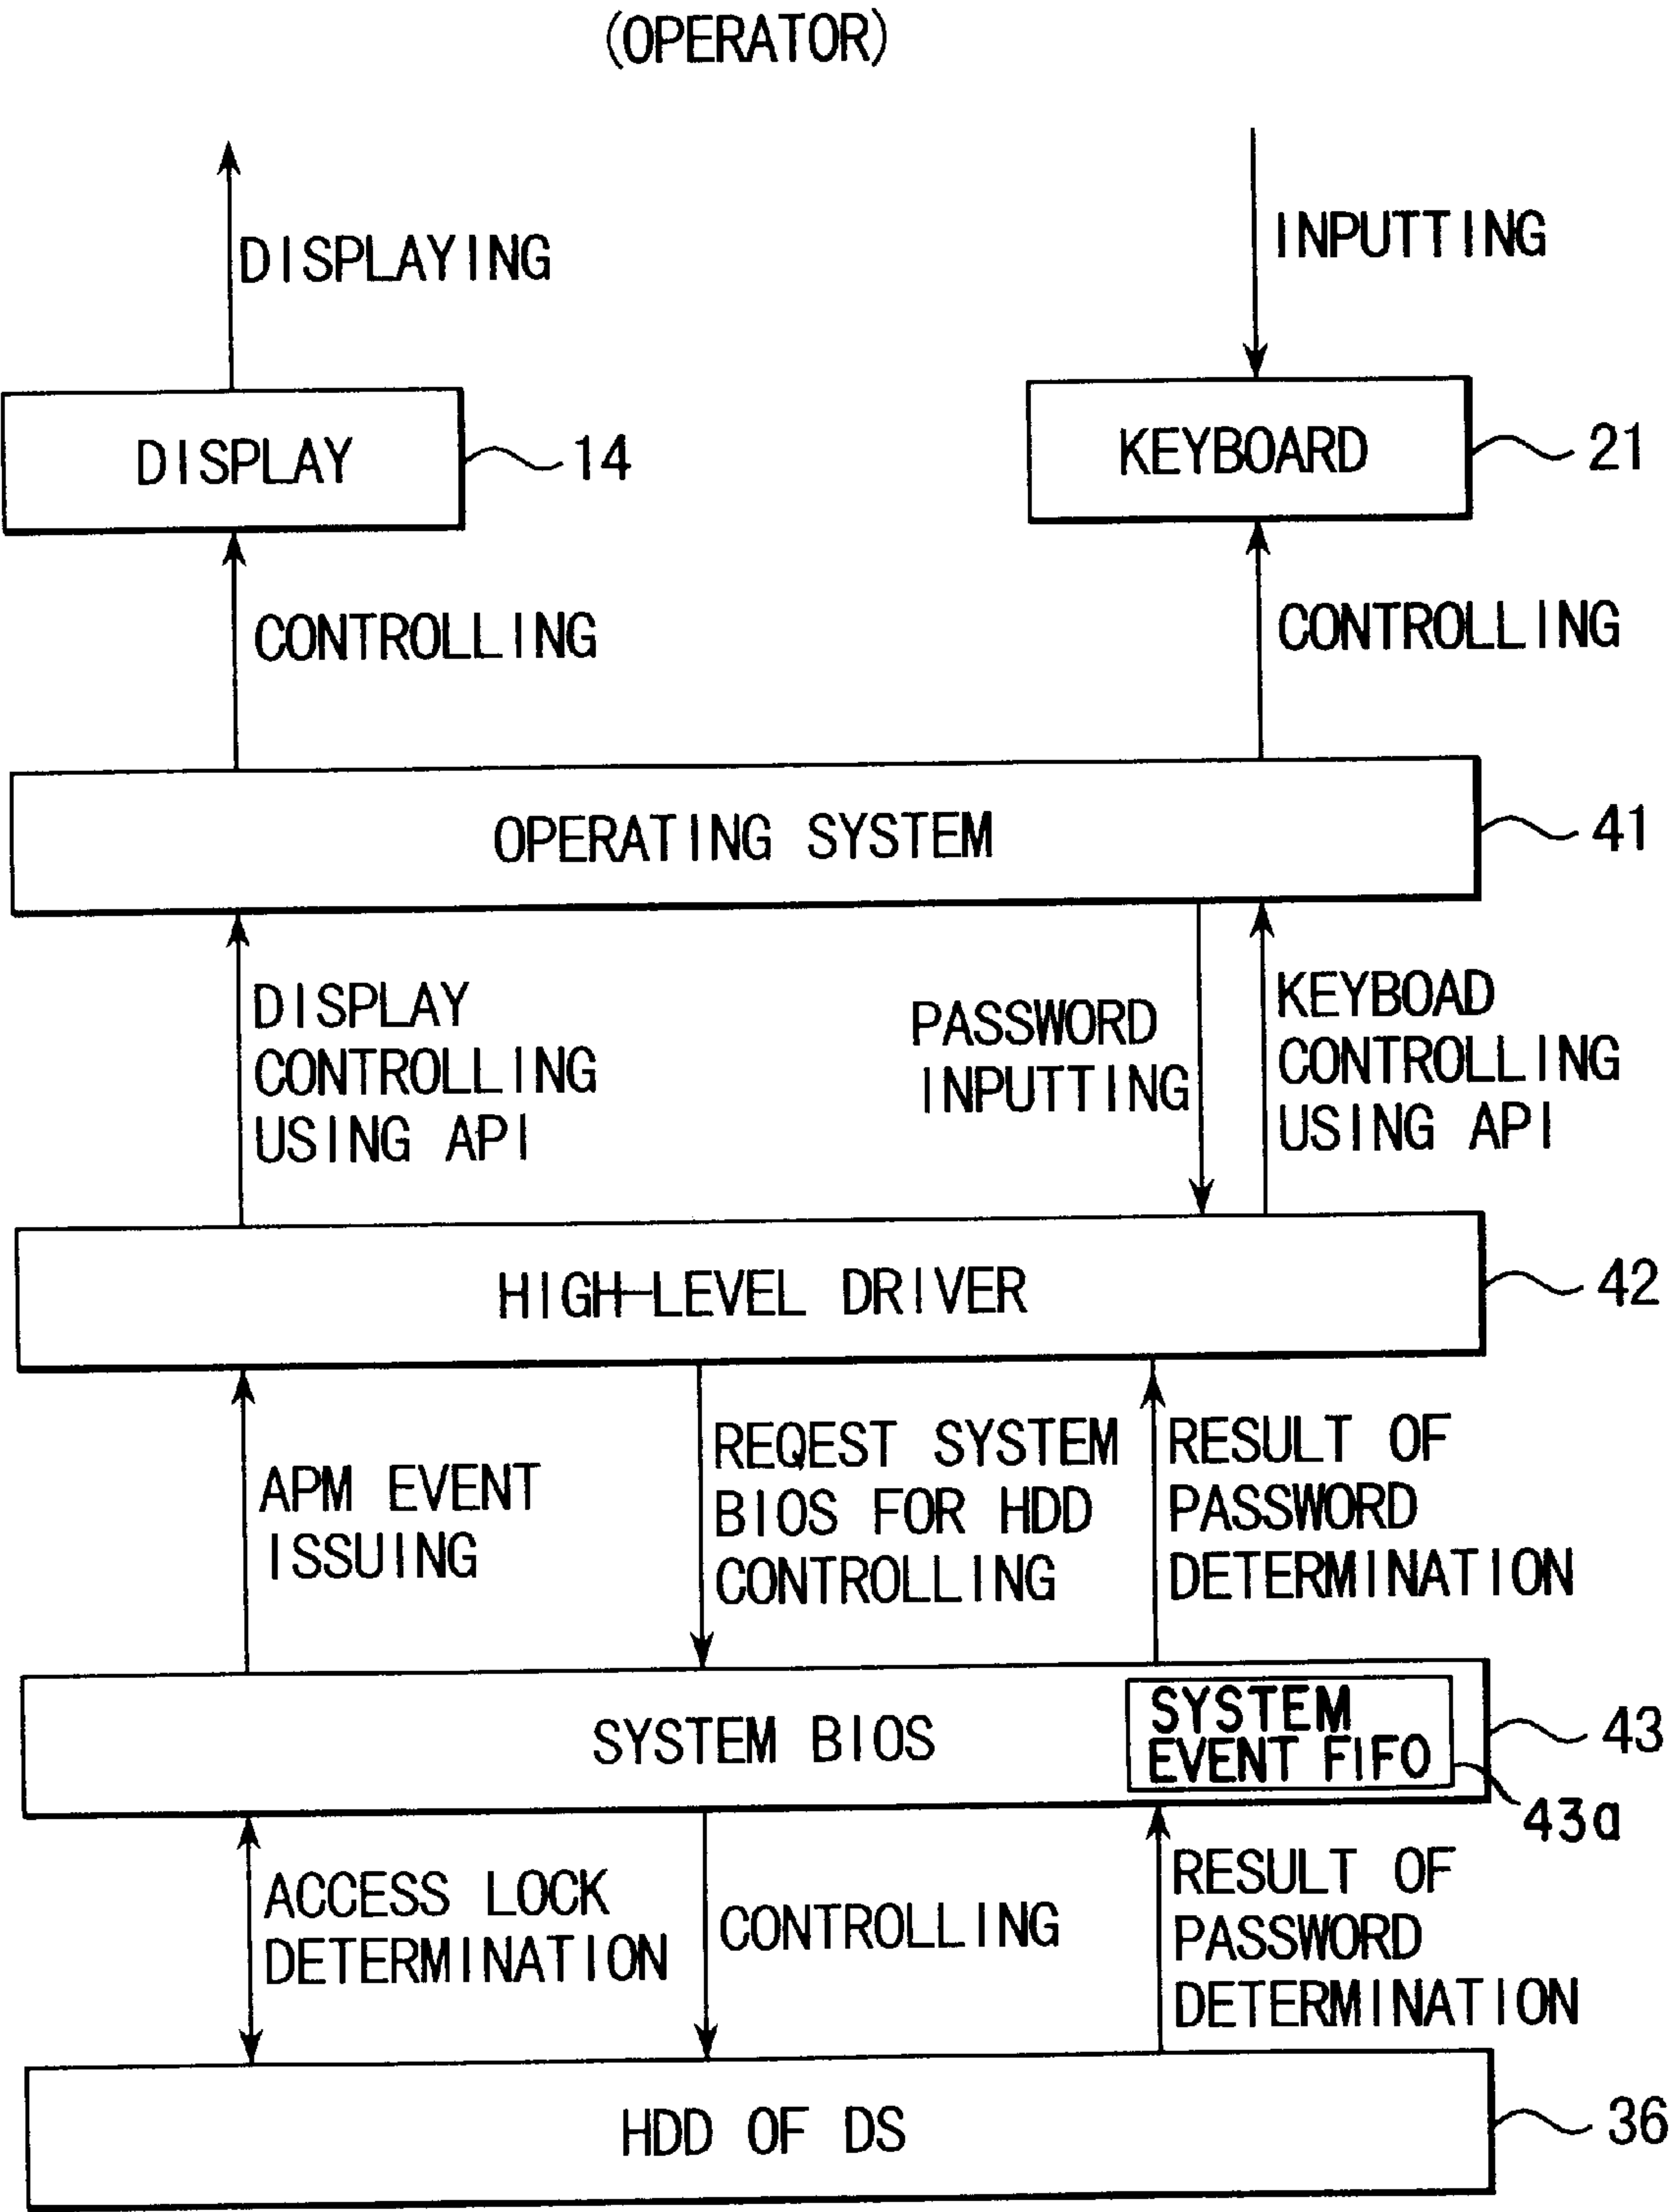 (OPERATOR)
DISPLAYING
INPUTTING
DISPLAY
14
KEYBOARD
21
CONTROLLING
CONTROLLING
OPERATING SYSTEM
41
DISPLAY
CONTROLLING
USING API
PASSWORD
INPUTTING
KEYBOAD
CONTROLLING
USING API
HIGH-LEVEL DRIVER
42
APM EVENT
ISSUING
REQEST SYSTEM
BIOS FOR HDD
CONTROLLING
RESULT OF
PASSWORD
DETERMINATION
SYSTEM BIOS
SYSTEM
EVENT FIFO
43
43a
ACCESS LOCK
DETERMINATION
CONTROLLING
RESULT OF
PASSWORD
DETERMINATION
HDD OF DS
36